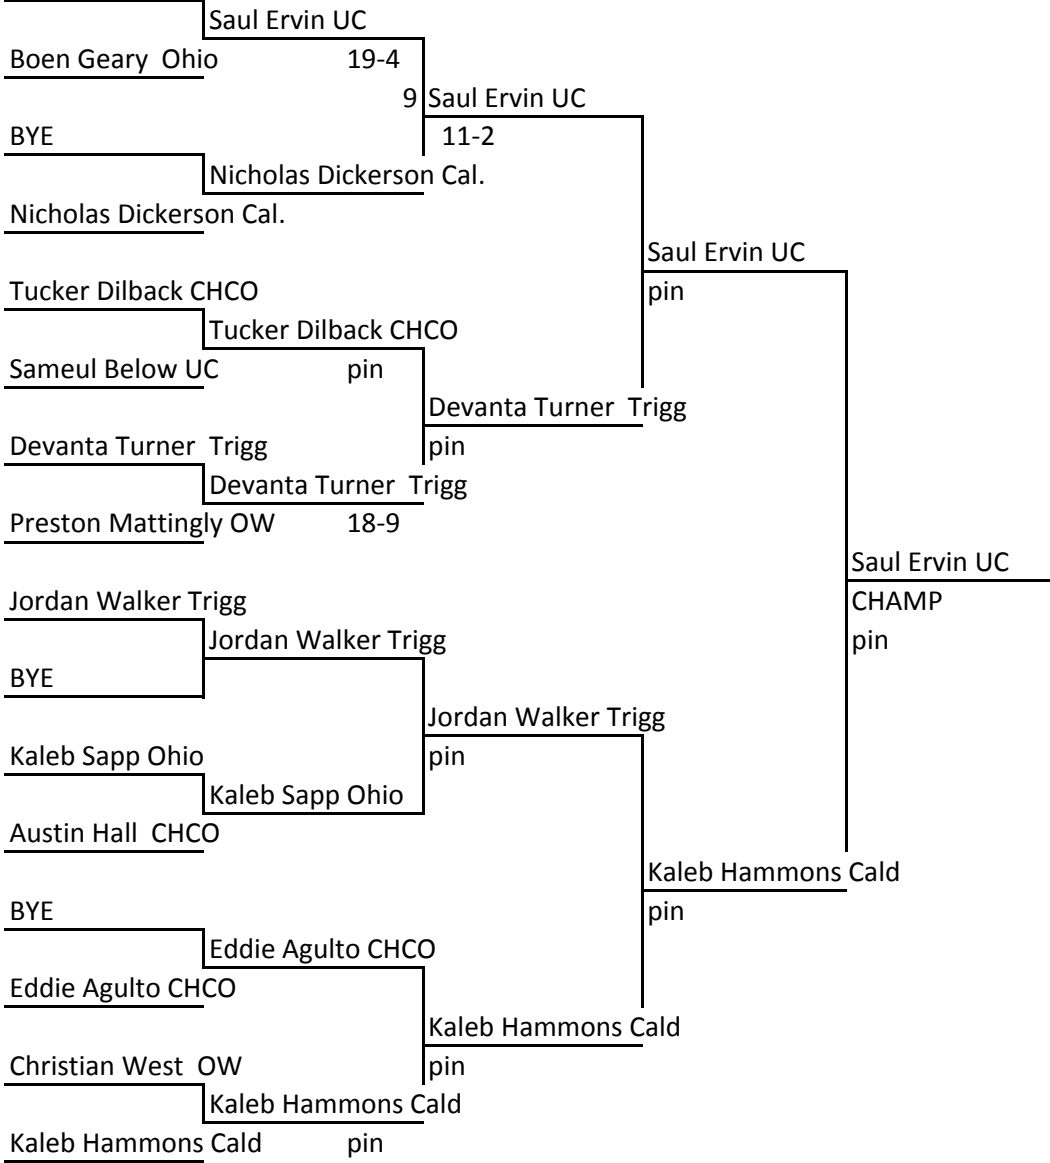 Saul Ervin UC
Boen Geary  Ohio 19-4
9 Saul Ervin UC
BYE 11-2
Nicholas Dickerson Cal.
Nicholas Dickerson Cal.
Saul Ervin UC
Tucker Dilback CHCO pin
Tucker Dilback CHCO
Sameul Below UC pin
Devanta Turner  Trigg
Devanta Turner  Trigg pin
Devanta Turner  Trigg
Preston Mattingly OW 18-9
Saul Ervin UC
Jordan Walker Trigg CHAMP
Jordan Walker Trigg pin
BYE
Jordan Walker Trigg
Kaleb Sapp Ohio pin
Kaleb Sapp Ohio
Austin Hall  CHCO
Kaleb Hammons Cald
BYE pin
Eddie Agulto CHCO
Eddie Agulto CHCO
Kaleb Hammons Cald
Christian West  OW pin
Kaleb Hammons Cald
Kaleb Hammons Cald pin